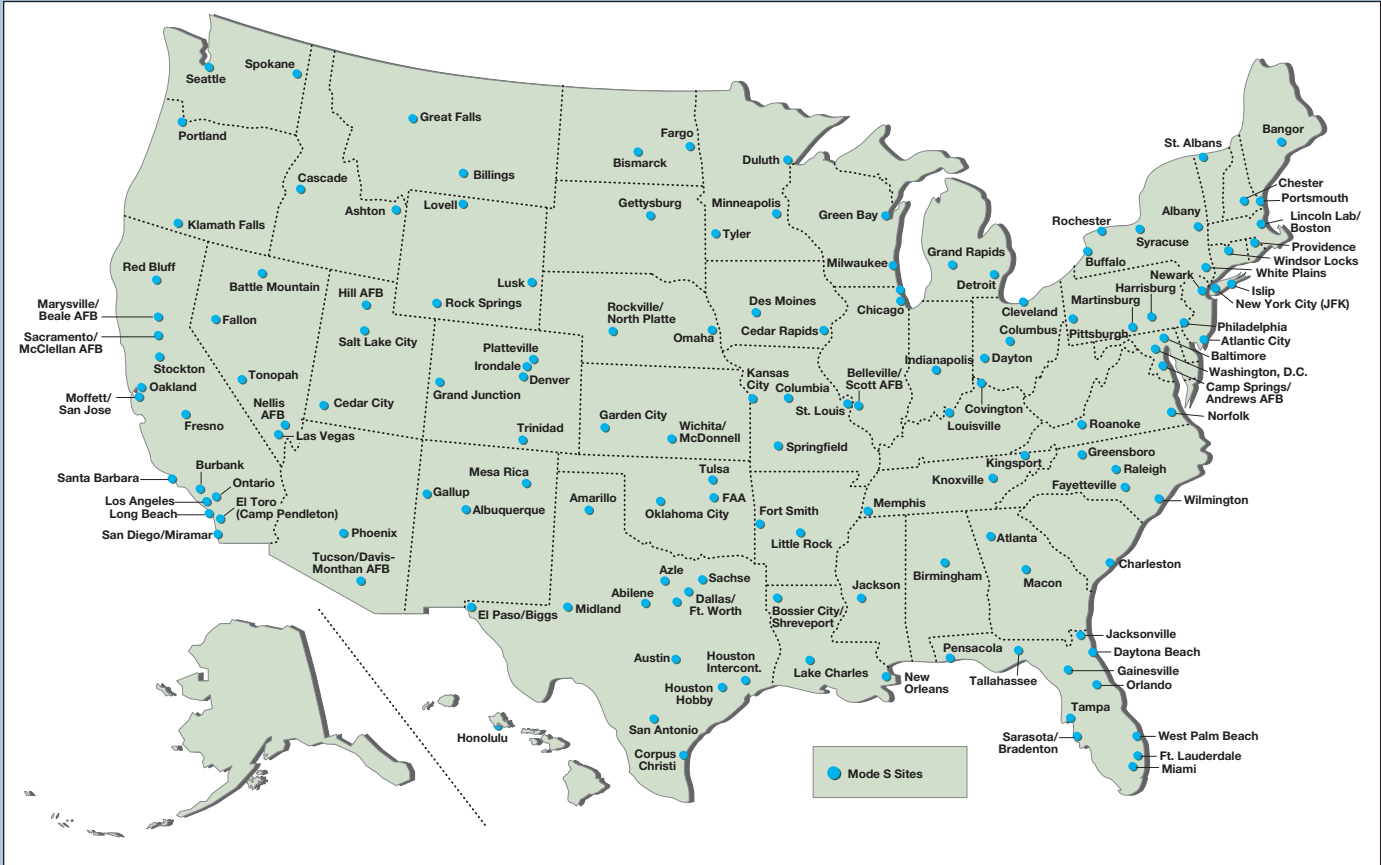 Seattle
Spokane
Portland
Great Falls
Billings
Cascade
Ashton
Lovell
Klamath Falls
Fargo
Bismarck
Duluth
Gettysburg
Minneapolis
Tyler
Green Bay
Milwaukee
Chicago
Grand Rapids
Detroit
Rochester
Buffalo
Syracuse
Albany
St. Albans
Bangor
Chester
Portsmouth
Lincoln Lab/
Boston
Providence
Windsor Locks
White Plains
Islip
New York City (JFK)
Newark
Harrisburg
Martinsburg
Pittsburgh
Cleveland
Columbus
Dayton
Philadelphia
Atlantic City
Baltimore
Washington, D.C.
Camp Springs/
Andrews AFB
Norfolk
Red Bluff
Battle Mountain
Marysville/
Beale AFB
Sacramento/
McClellan AFB
Stockton
Oakland
Moffett/
San Jose
Fresno
Fallon
Tonopah
Nellis
AFB
Las Vegas
Hill AFB
Salt Lake City
Cedar City
Rock Springs
Lusk
Platteville
Irondale
Denver
Grand Junction
Trinidad
Rockville/
North Platte
Omaha
Des Moines
Cedar Rapids
Kansas
City
Columbia
St. Louis
Belleville/
Scott AFB
Indianapolis
Covington
Louisville
Garden City
Wichita/
McDonnell
Springfield
Roanoke
Kingsport
Knoxville
Greensboro
Raleigh
Fayetteville
Wilmington
Santa Barbara
Burbank
Ontario
Los Angeles
Long Beach
El Toro
(Camp Pendleton)
San Diego/Miramar
Phoenix
Tucson/Davis-
Monthan AFB
Mesa Rica
Gallup
Albuquerque
Amarillo
Tulsa
FAA
Oklahoma City
Fort Smith
Little Rock
Memphis
Atlanta
Birmingham
Macon
Charleston
El Paso/Biggs
Midland
Abilene
Azle
Sachse
Dallas/
Ft. Worth
Bossier City/
Shreveport
Jackson
Austin
Houston
Intercont.
Houston
Hobby
Lake Charles
New
Orleans
Pensacola
Tallahassee
Jacksonville
Daytona Beach
Gainesville
Orlando
Tampa
Sarasota/
Bradenton
West Palm Beach
Ft. Lauderdale
Miami
San Antonio
Corpus
Christi
Honolulu
Mode S Sites